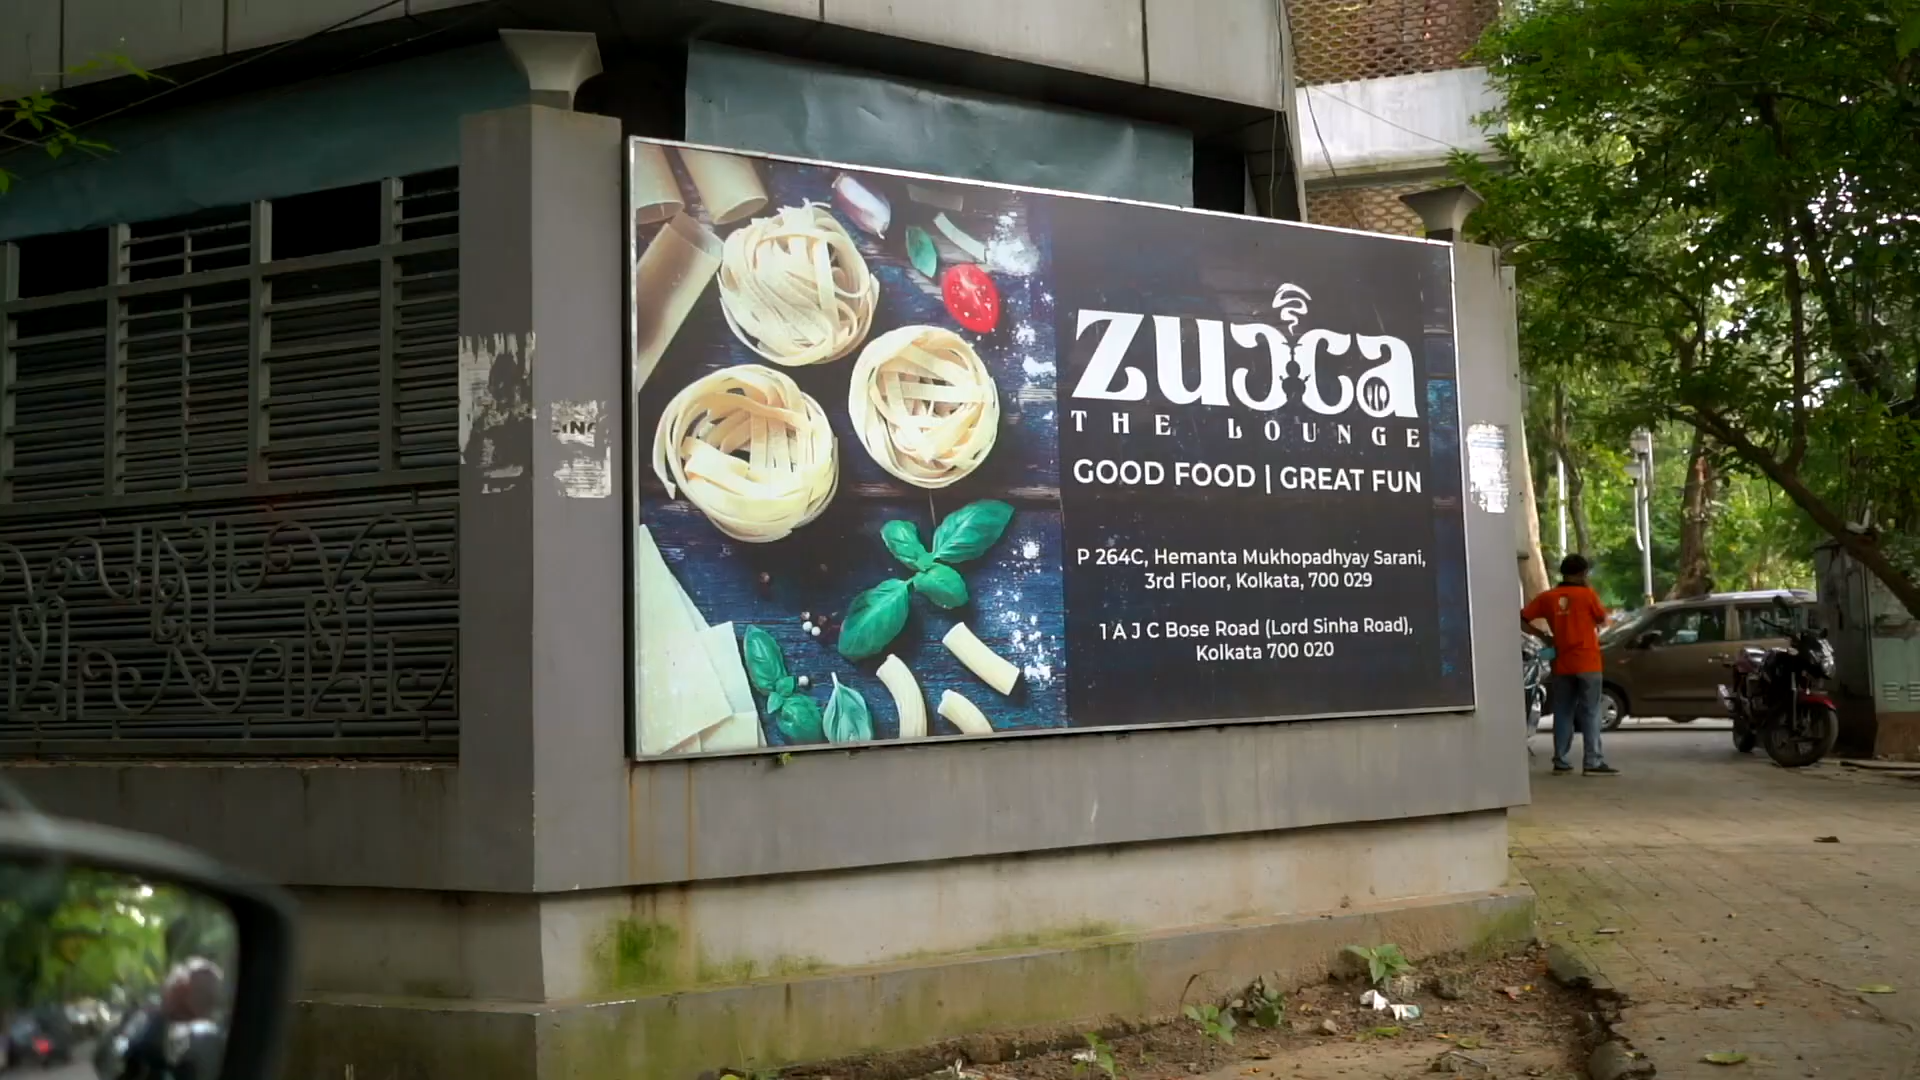 zucca
THE LOUNGE
GOOD FOOD | GREAT FUN
P 264C, Hemanta Mukhopadhyay Sarani,
3rd Floor, Kolkata, 700 029
1 A J C Bose Road (Lord Sinha Road),
Kolkata 700 020